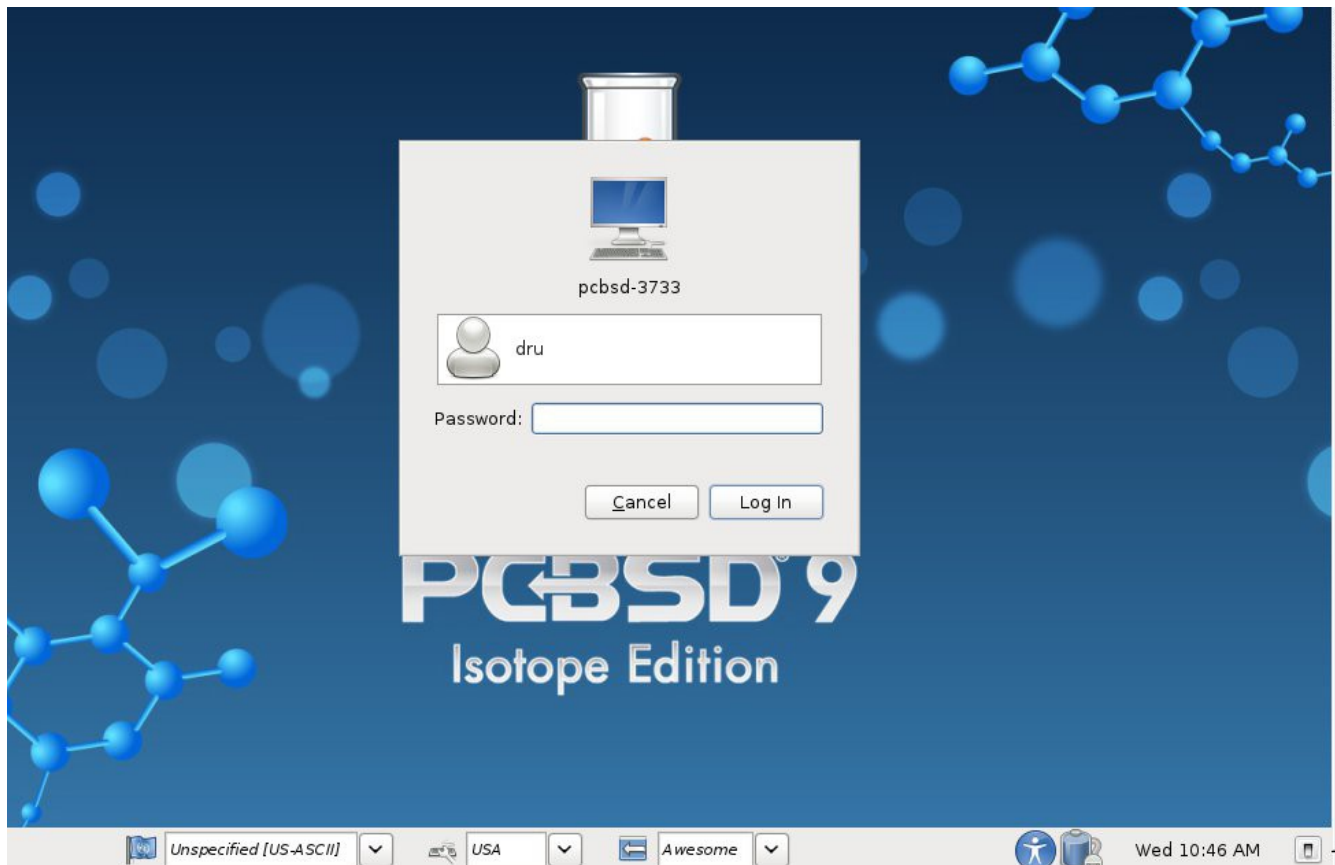 pcbsd-3733
dru
Password:
Cancel Log In
PCBSD® 9
Isotope Edition
Unspecified [US-ASCII] USA Awesome Wed 10:46 AM